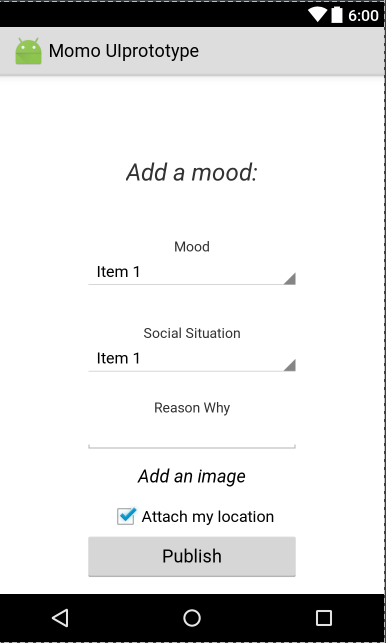 6:00
Momo UIprototype
Add a mood:
Mood
Item 1
Social Situation
Item 1
Reason Why
Add an image
Attach my location
Publish